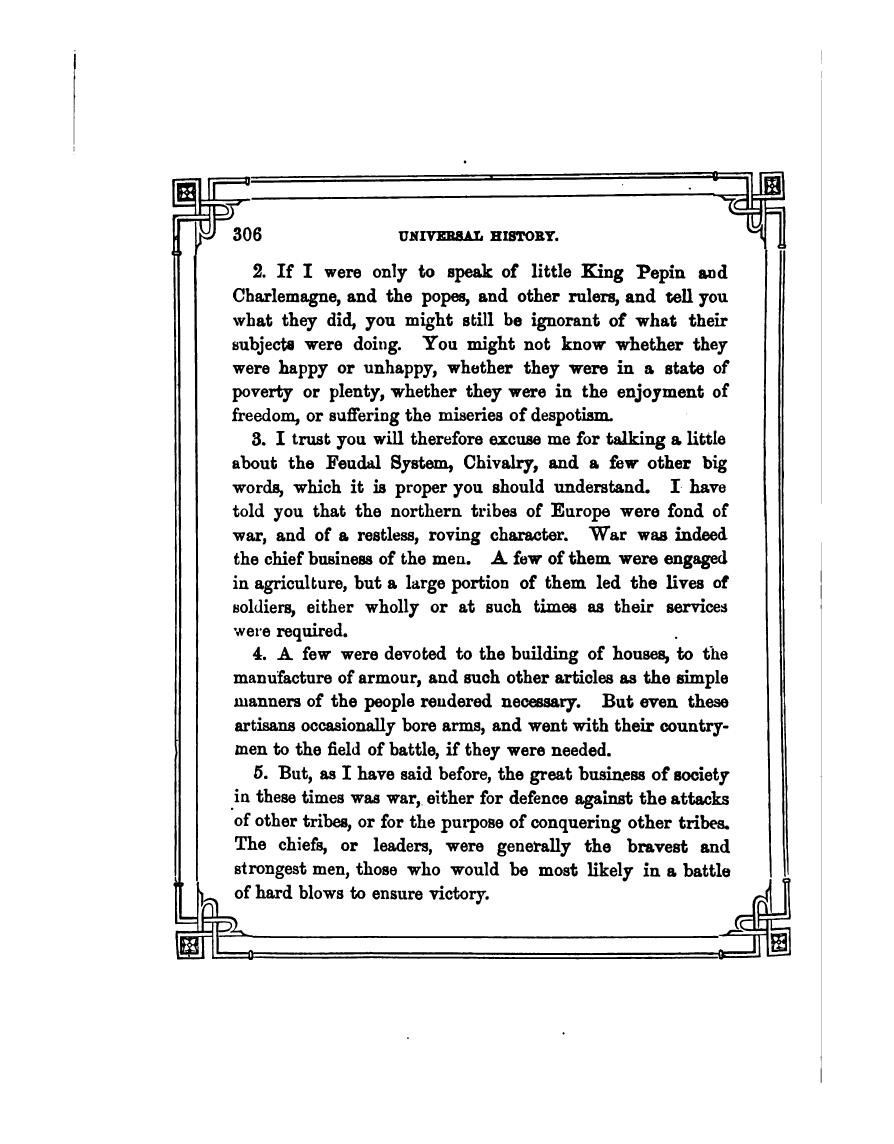 306 UNIVERSAL HISTORY.
2. If I were only to speak of little King Pepin and
Charlemagne, and the popes, and other rulers, and tell you
what they did, you might still be ignorant of what their
subjects were doing. You might not know whether they
were happy or unhappy, whether they were in a state of
poverty or plenty, whether they were in the enjoyment of
freedom, or suffering the miseries of despotism.
3. I trust you will therefore excuse me for talking a little
about the Feudal System, Chivalry, and a few other big
words, which it is proper you should understand. I have
told you that the northern tribes of Europe were fond of
war, and of a restless, roving character. War was indeed
the chief business of the men. A few of them were engaged
in agriculture, but a large portion of them led the lives of
soldiers, either wholly or at such times as their services
were required.
4. A few were devoted to the building of houses, to the
manufacture of armour, and such other articles as the simple
manners of the people rendered necessary. But even these
artisans occasionally bore arms, and went with their country-
men to the field of battle, if they were needed.
5. But, as I have said before, the great business of society
in these times was war, either for defence against the attacks
of other tribes, or for the purpose of conquering other tribes.
The chiefs, or leaders, were generally the bravest and
strongest men, those who would be most likely in a battle
of hard blows to ensure victory.